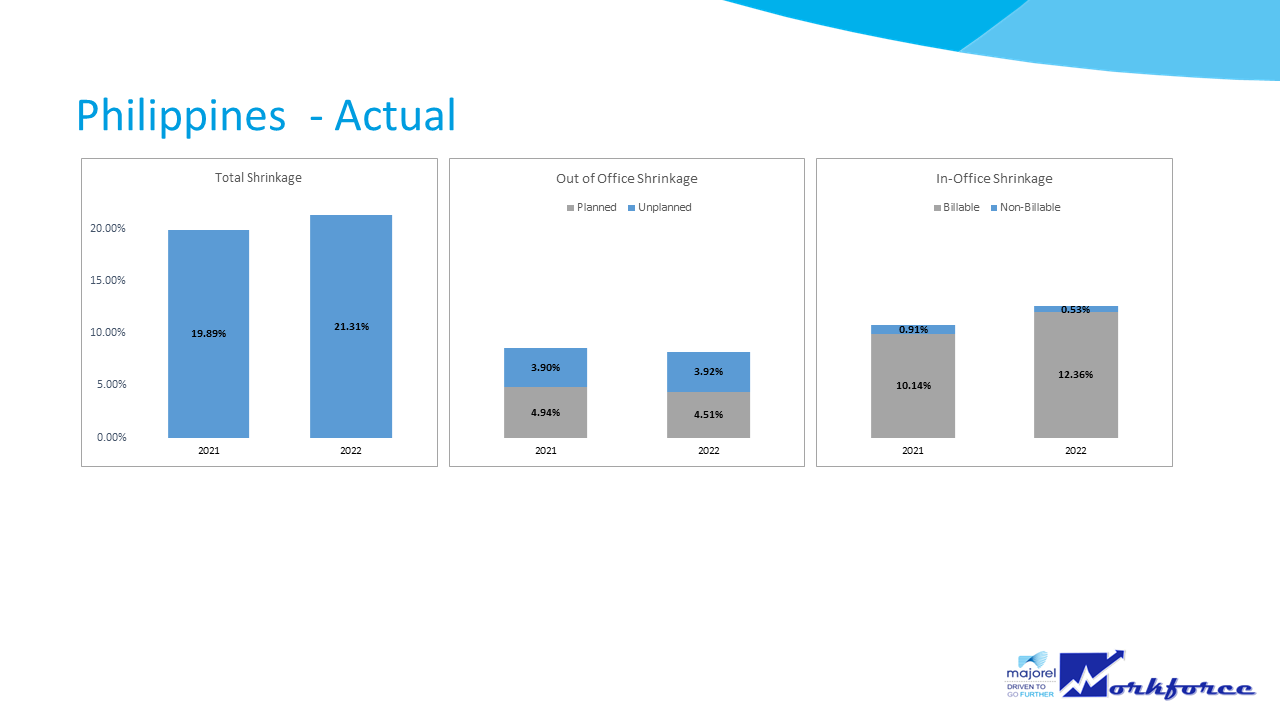 Philippines - Actual
Total Shrinkage
20.00%
15.00%
10.00%
5.00%
0.00%
19.89%
21.31%
2021
2022
Out of Office Shrinkage
Planned
Unplanned
3.90%
3.92%
4.94%
4.51%
2021
2022
In-Office Shrinkage
Billable
Non-Billable
0.91%
0.53%
10.14%
12.36%
2021
2022
majorel
DRIVEN TO
GO FURTHER
Workforce